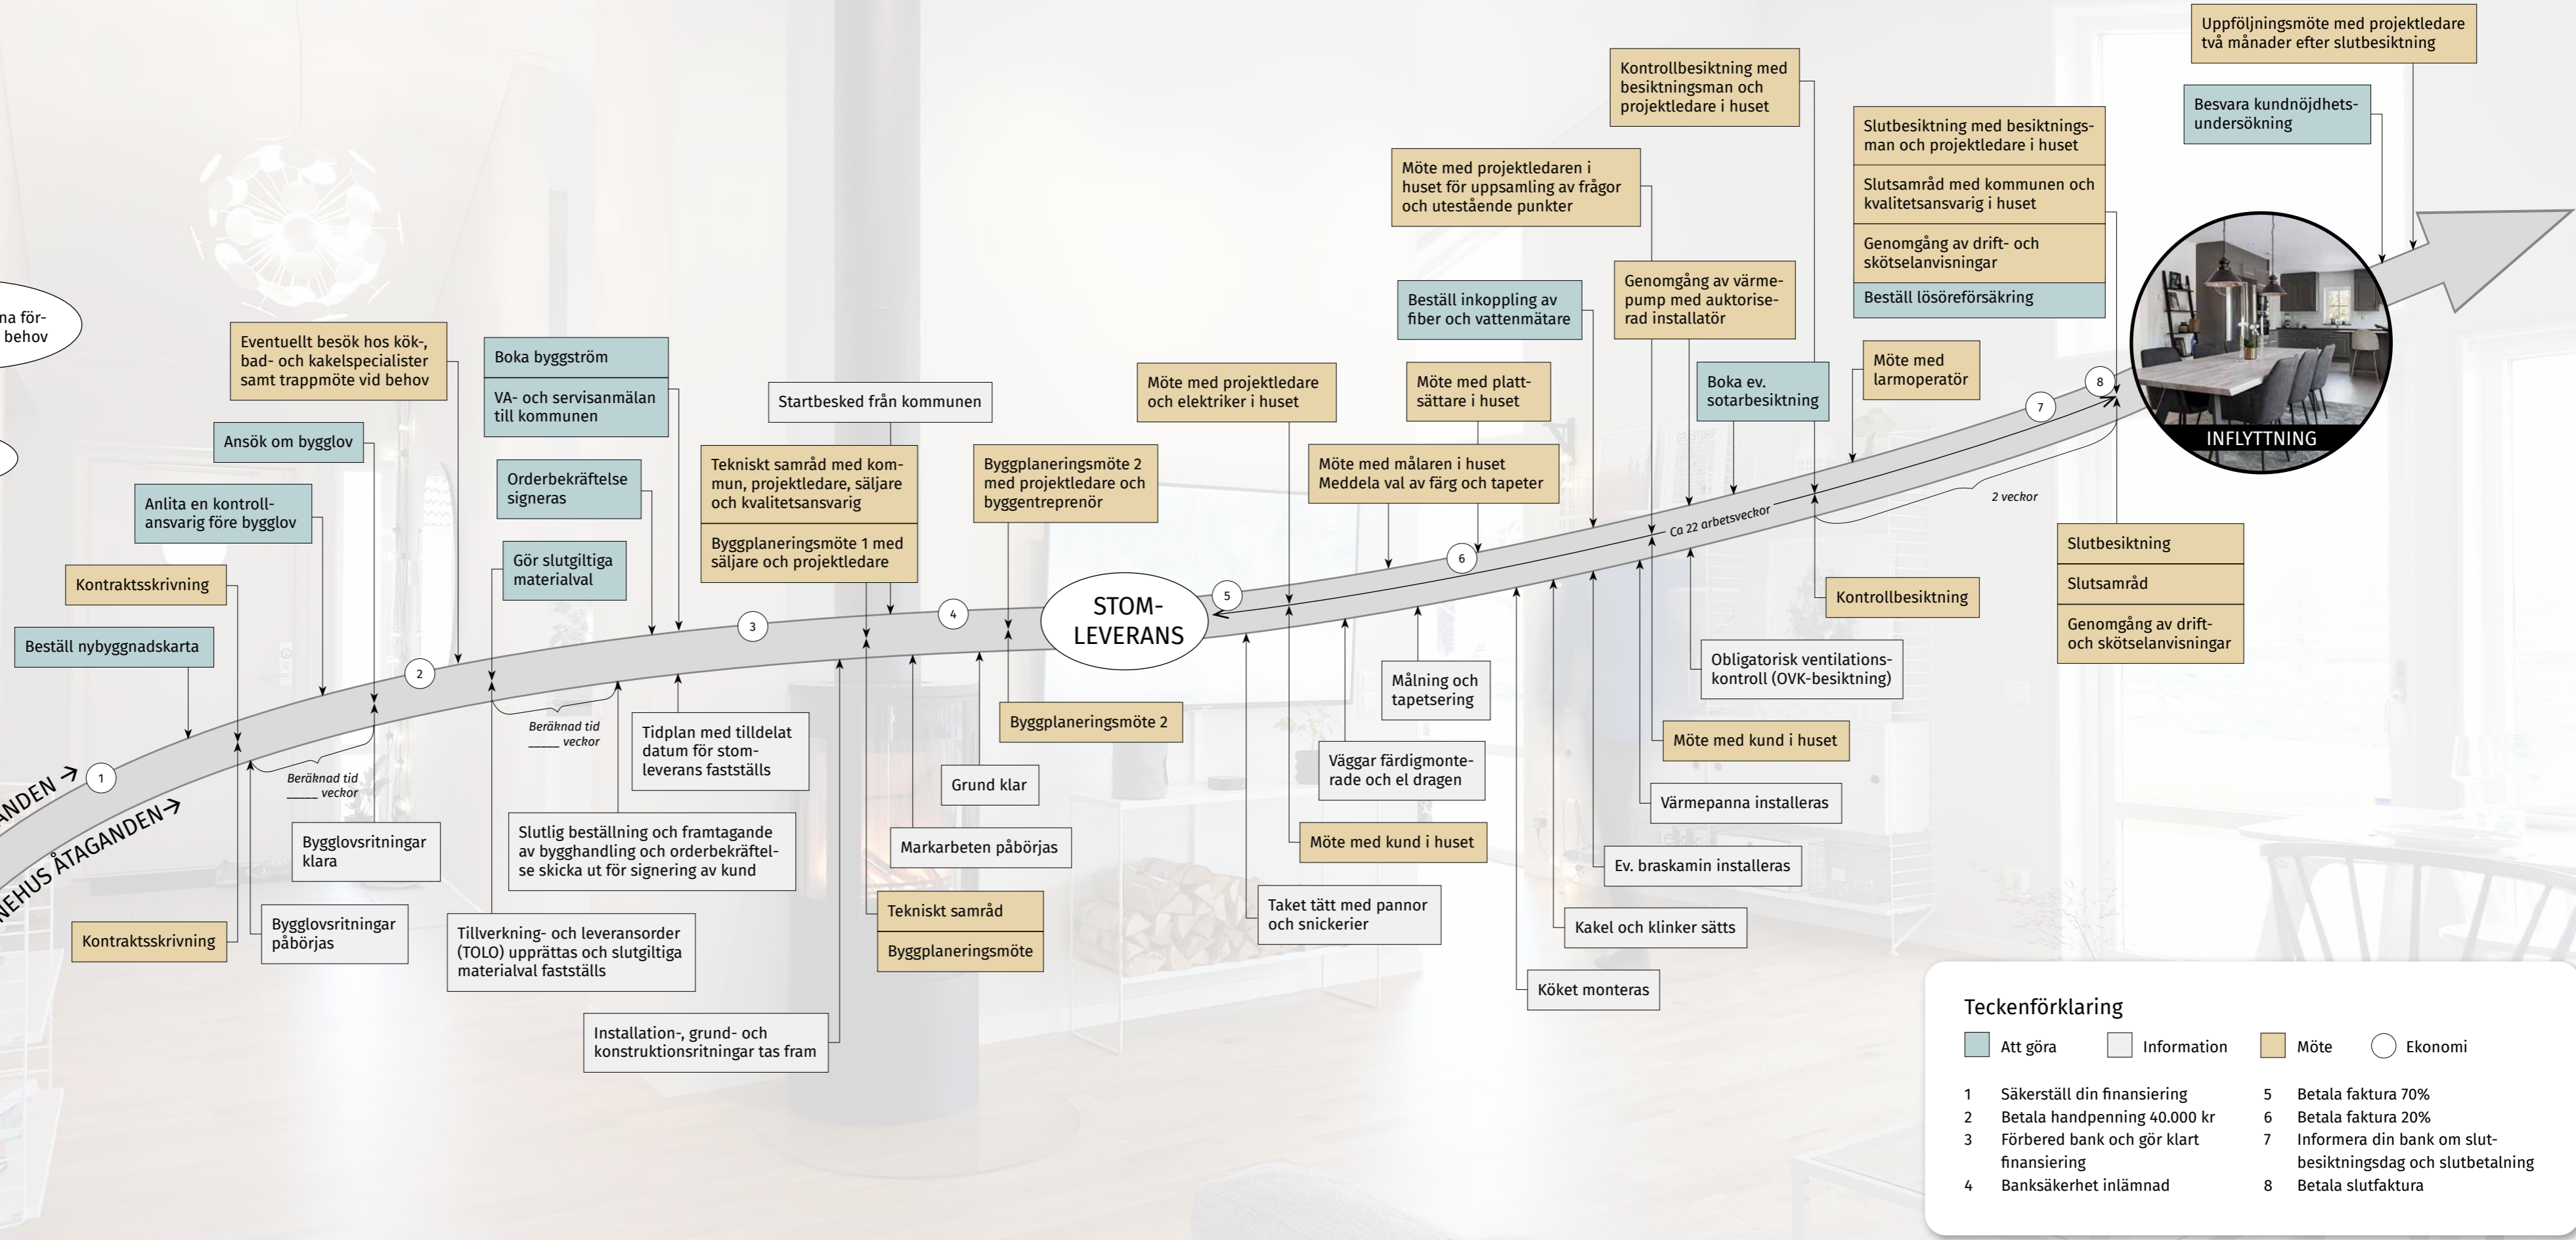 na för-
behov
Eventuellt besök hos kök-,
bad- och kakelspecialister
samt trappmöte vid behov
Ansök om bygglov
Anlita en kontroll-
ansvarig före bygglov
Kontraktsskrivning
Beställ nybyggnadskarta
Boka byggström
VA- och servisanmälan
till kommunen
Orderbekräftelse
signeras
Gör slutgiltiga
materialval
Startbesked från kommunen
Tekniskt samråd med kom-
mun, projektledare, säljare
och kvalitetsansvarig
Byggplaneringsmöte 1 med
säljare och projektledare
Byggplaneringsmöte 2
med projektledare och
byggentreprenör
Möte med projektledare
och elektriker i huset
Möte med målaren i huset
Meddela val av färg och tapeter
Möte med platt-
sättare i huset
Beställ inkoppling av
fiber och vattenmätare
Möte med projektledaren i
huset för uppsamling av frågor
och utestående punkter
Genomgång av värme-
pump med auktorise-
rad installatör
Boka ev.
sotarbesiktning
Kontrollbesiktning med
besiktningsman och
projektledare i huset
Möte med
larmoperatör
Slutbesiktning med besiktnings-
man och projektledare i huset
Slutsamråd med kommunen och
kvalitetsansvarig i huset
Genomgång av drift- och
skötselanvisningar
Beställ lösöreförsäkring
Besvara kundnöjdhets-
undersökning
Uppföljningsmöte med projektledare
två månader efter slutbesiktning
ANDEN →
NEHUS ÅTAGANDEN→
1
2
3
4
STOM-
LEVERANS
5
6
Ca 22 arbetsveckor
7
8
INFLYTTNING
2 veckor
Kontraktsskrivning
Bygglovsritningar
påbörjas
Beräknad tid
_____ veckor
Bygglovsritningar
klara
Tillverkning- och leveransorder
(TOLO) upprättas och slutgiltiga
materialval fastställs
Beräknad tid
_____ veckor
Slutlig beställning och framtagande
av bygghandling och orderbekräftel-
se skicka ut för signering av kund
Tidplan med tilldelat
datum för stom-
leverans fastställs
Installation-, grund- och
konstruktionsritningar tas fram
Tekniskt samråd
Byggplaneringsmöte
Markarbeten påbörjas
Grund klar
Byggplaneringsmöte 2
Taket tätt med pannor
och snickerier
Möte med kund i huset
Väggar färdigmonte-
rade och el dragen
Målning och
tapetsering
Köket monteras
Kakel och klinker sätts
Ev. braskamin installeras
Värmepanna installeras
Möte med kund i huset
Obligatorisk ventilations-
kontroll (OVK-besiktning)
Kontrollbesiktning
Slutbesiktning
Slutsamråd
Genomgång av drift-
och skötselanvisningar
Teckenförklaring
Att göra
Information
Möte
Ekonomi
1 Säkerställ din finansiering
2 Betala handpenning 40.000 kr
3 Förbered bank och gör klart
finansiering
4 Banksäkerhet inlämnad
5 Betala faktura 70%
6 Betala faktura 20%
7 Informera din bank om slut-
besiktningsdag och slutbetalning
8 Betala slutfaktura